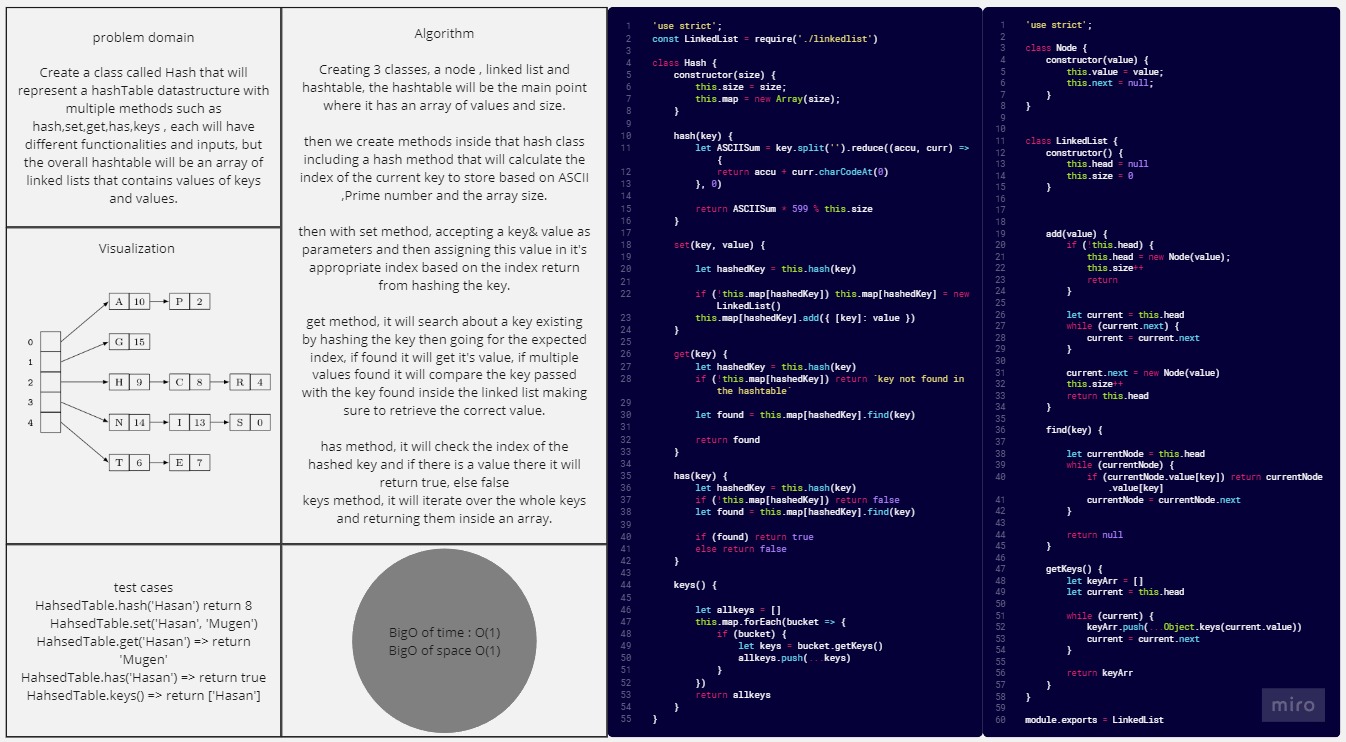 problem domain
Create a class called Hash that will
represent a hashTable datastructure with
multiple methods such as
hash,set,get,has,keys , each will have
different functionalities and inputs, but
the overall hashtable will be an array of
linked lists that contains values of keys
and values.
Visualization
A 10 P 2
0
G 15
1
2 H 9 C 8 R 4
3
N 14 I 13 S 0
4
T 6 E 7
test cases
HahsedTable.hash('Hasan') return 8
HahsedTable.set('Hasan', 'Mugen')
HahsedTable.get('Hasan') => return
'Mugen'
HahsedTable.has('Hasan') => return true
HahsedTable.keys() => return ['Hasan']
Algorithm
Creating 3 classes, a node , linked list and
hashtable, the hashtable will be the main point
where it has an array of values and size.
then we create methods inside that hash class
including a hash method that will calculate the
index of the current key to store based on ASCII
,Prime number and the array size.
then with set method, accepting a key& value as
parameters and then assigning this value in it's
appropriate index based on the index return
from hashing the key.
get method, it will search about a key existing
by hashing the key then going for the expected
index, if found it will get it's value, if multiple
values found it will compare the key passed
with the key found inside the linked list making
sure to retrieve the correct value.
has method, it will check the index of the
hashed key and if there is a value there it will
return true, else false
keys method, it will iterate over the whole keys
and returning them inside an array.
BigO of time : O(1)
BigO of space O(1)
1 'use strict';
2 const LinkedList = require('./linkedlist')
3
4 class Hash {
5 constructor(size) {
6 this.size = size;
7 this.map = new Array(size);
8 }
9
10 hash(key) {
11 let ASCIISum = key.split('').reduce((accu, curr) =>
{
12 return accu + curr.charCodeAt(0)
13 }, 0)
14
15 return ASCIISum * 599 % this.size
16 }
17
18 set(key, value) {
19
20 let hashedKey = this.hash(key)
21
22 if (!this.map[hashedKey]) this.map[hashedKey] = new
LinkedList()
23 this.map[hashedKey].add({ [key]: value })
24 }
25
26 get(key) {
27 let hashedKey = this.hash(key)
28 if (!this.map[hashedKey]) return `key not found in
the hashtable`
29
30 let found = this.map[hashedKey].find(key)
31
32 return found
33 }
34
35 has(key) {
36 let hashedKey = this.hash(key)
37 if (!this.map[hashedKey]) return false
38 let found = this.map[hashedKey].find(key)
39
40 if (found) return true
41 else return false
42 }
43
44 keys() {
45
46 let allkeys = []
47 this.map.forEach(bucket => {
48 if (bucket) {
49 let keys = bucket.getKeys()
50 allkeys.push(...keys)
51 }
52 })
53 return allkeys
54 }
55 }
1 'use strict';
2
3 class Node {
4 constructor(value) {
5 this.value = value;
6 this.next = null;
7 }
8 }
9
10
11 class LinkedList {
12 constructor() {
13 this.head = null
14 this.size = 0
15 }
16
17
18
19 add(value) {
20 if (!this.head) {
21 this.head = new Node(value);
22 this.size++
23 return
24 }
25
26 let current = this.head
27 while (current.next) {
28 current = current.next
29 }
30
31 current.next = new Node(value)
32 this.size++
33 return this.head
34 }
35
36 find(key) {
37
38 let currentNode = this.head
39 while (currentNode) {
40 if (currentNode.value[key]) return currentNode
.value[key]
41 currentNode = currentNode.next
42 }
43
44 return null
45 }
46
47 getKeys() {
48 let keyArr = []
49 let current = this.head
50
51 while (current) {
52 keyArr.push(...Object.keys(current.value))
53 current = current.next
54 }
55
56 return keyArr
57 }
58 }
59
60 module.exports = LinkedList
miro